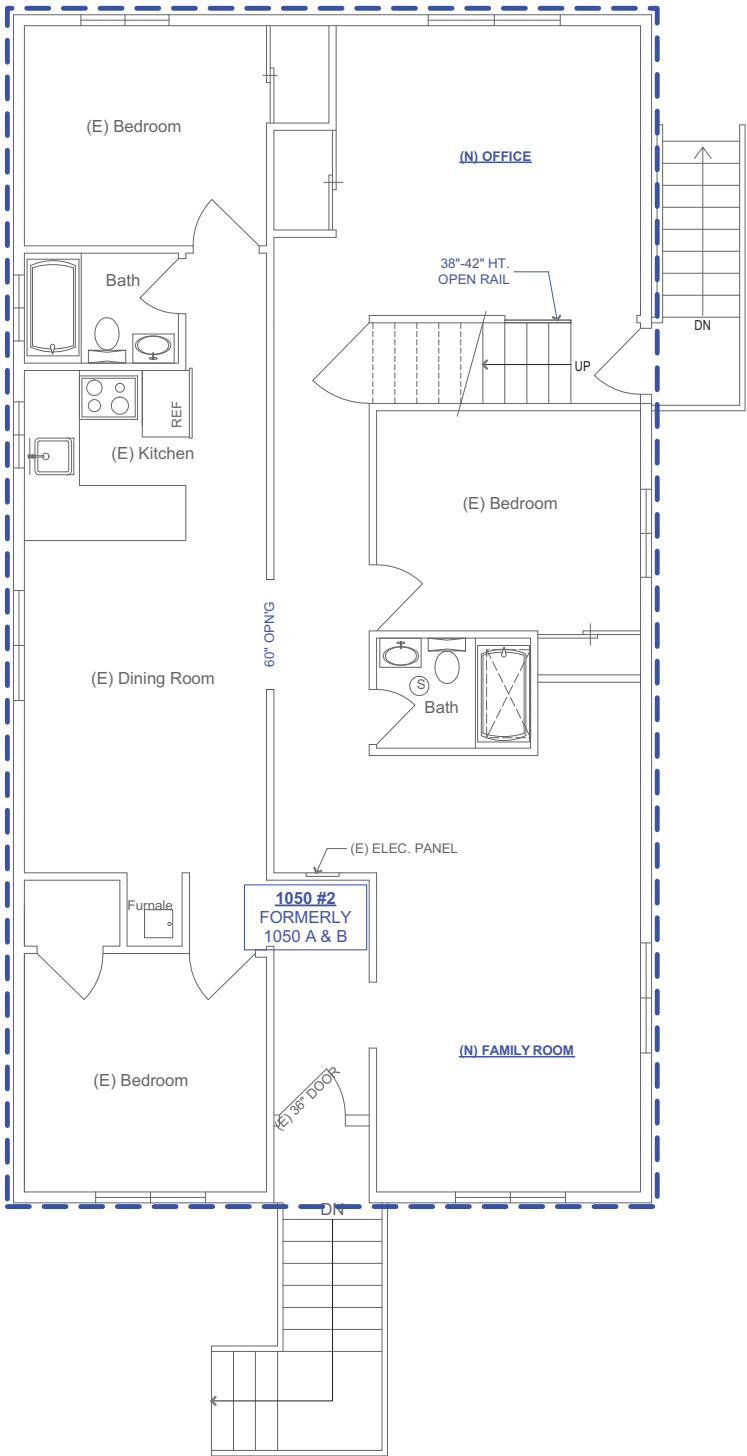 (E) Bedroom
(N) OFFICE
Bath
38"-42" HT.
OPEN RAIL
DN
UP
REF
(E) Kitchen
(E) Bedroom
60" OPN'G
(E) Dining Room
S
Bath
(E) ELEC. PANEL
Furnale
1050 #2
FORMERLY
1050 A & B
(N) FAMILY ROOM
(E) Bedroom
(E) 36" DOOR
DN